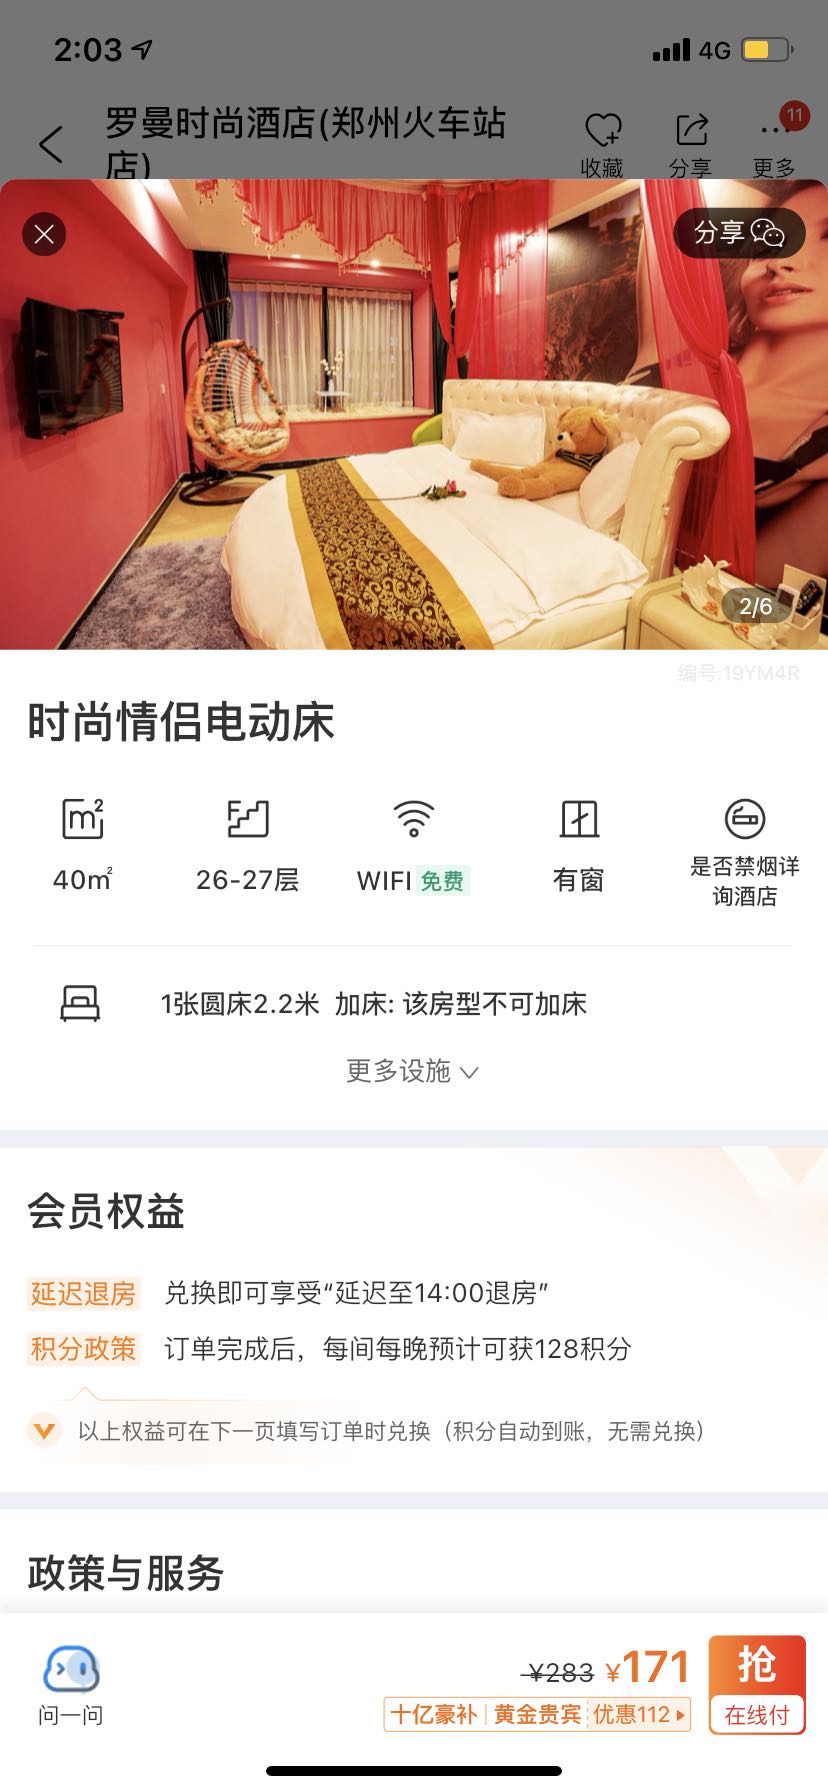 2:03
4G
罗曼时尚酒店(郑州火车站
店)
收藏
分享
11
更多
分享
2/6
编号:19YM4R
时尚情侣电动床
40㎡
26-27层
WIFI 免费
有窗
是否禁烟详
询酒店
1张圆床2.2米 加床: 该房型不可加床
更多设施
会员权益
延迟退房 兑换即可享受“延迟至14:00退房”
积分政策 订单完成后，每间每晚预计可获128积分
以上权益可在下一页填写订单时兑换（积分自动到账，无需兑换）
政策与服务
问一问
¥283 ¥171
十亿豪补 黄金贵宾 优惠112
抢
在线付